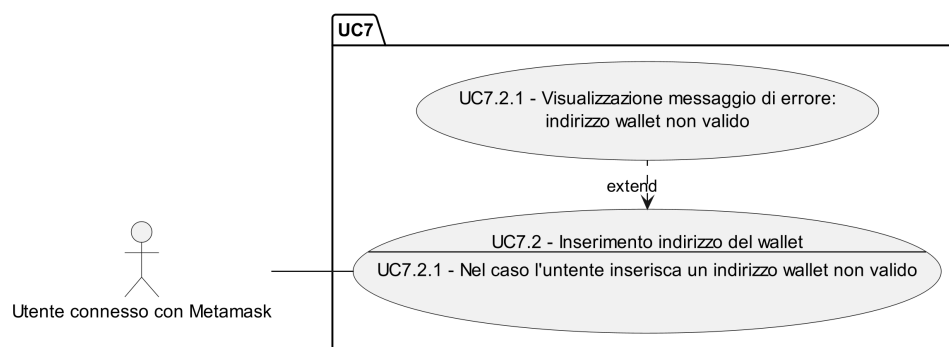 UC7
UC7.2.1 - Visualizzazione messaggio di errore:
indirizzo wallet non valido
extend
UC7.2 - Inserimento indirizzo del wallet
UC7.2.1 - Nel caso l'untente inserisca un indirizzo wallet non valido
Utente connesso con Metamask